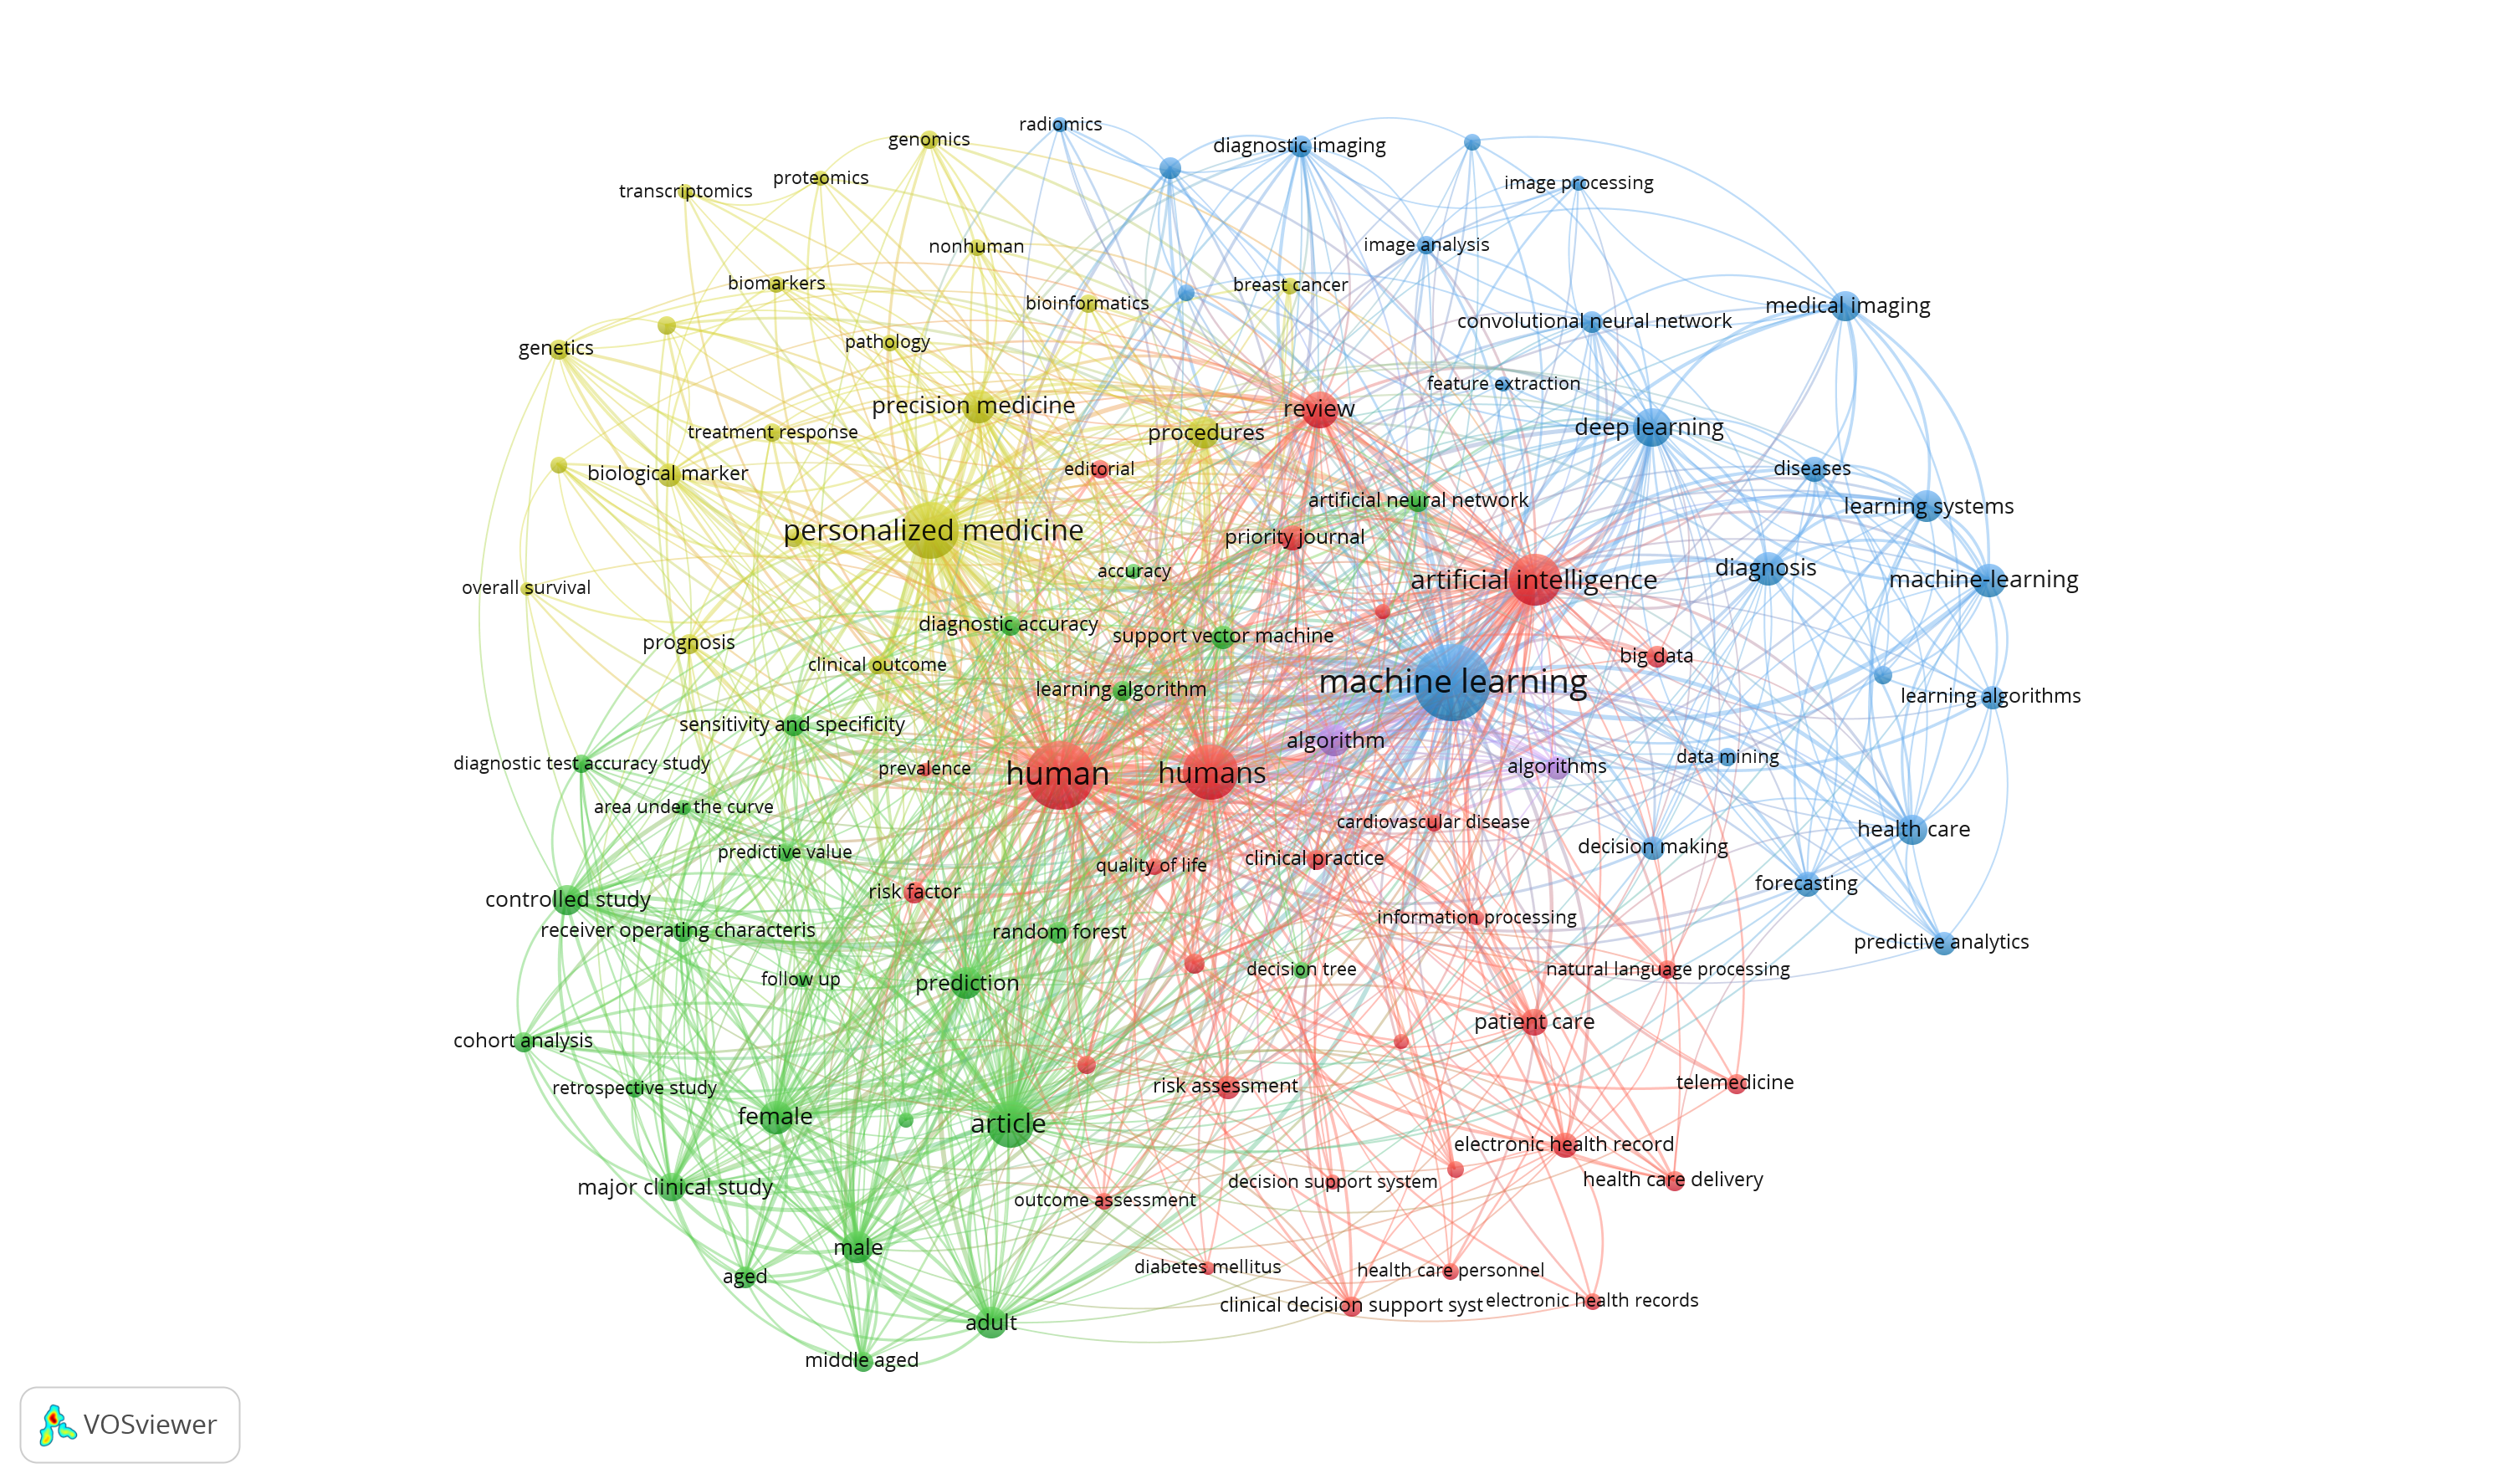 radiomics
genomics
diagnostic imaging
proteomics
image processing
transcriptomics
nonhuman
image analysis
biomarkers
breast cancer
bioinformatics
medical imaging
convolutional neural network
pathology
genetics
feature extraction
precision medicine
review
deep learning
treatment response
procedures
editorial
diseases
biological marker
artificial neural network
learning systems
personalized medicine
priority journal
accuracy
artificial intelligence
diagnosis
machine-learning
overall survival
diagnostic accuracy
support vector machine
prognosis
big data
clinical outcome
machine learning
learning algorithm
learning algorithms
sensitivity and specificity
algorithm
data mining
diagnostic test accuracy study
algorithms
prevalence
human
humans
area under the curve
cardiovascular disease
health care
decision making
predictive value
clinical practice
quality of life
forecasting
risk factor
controlled study
information processing
receiver operating characteris
random forest
predictive analytics
decision tree
natural language processing
follow up
prediction
patient care
cohort analysis
telemedicine
risk assessment
retrospective study
female
article
electronic health record
health care delivery
decision support system
major clinical study
outcome assessment
male
diabetes mellitus
health care personnel
aged
electronic health records
clinical decision support syst
adult
middle aged
VOSviewer